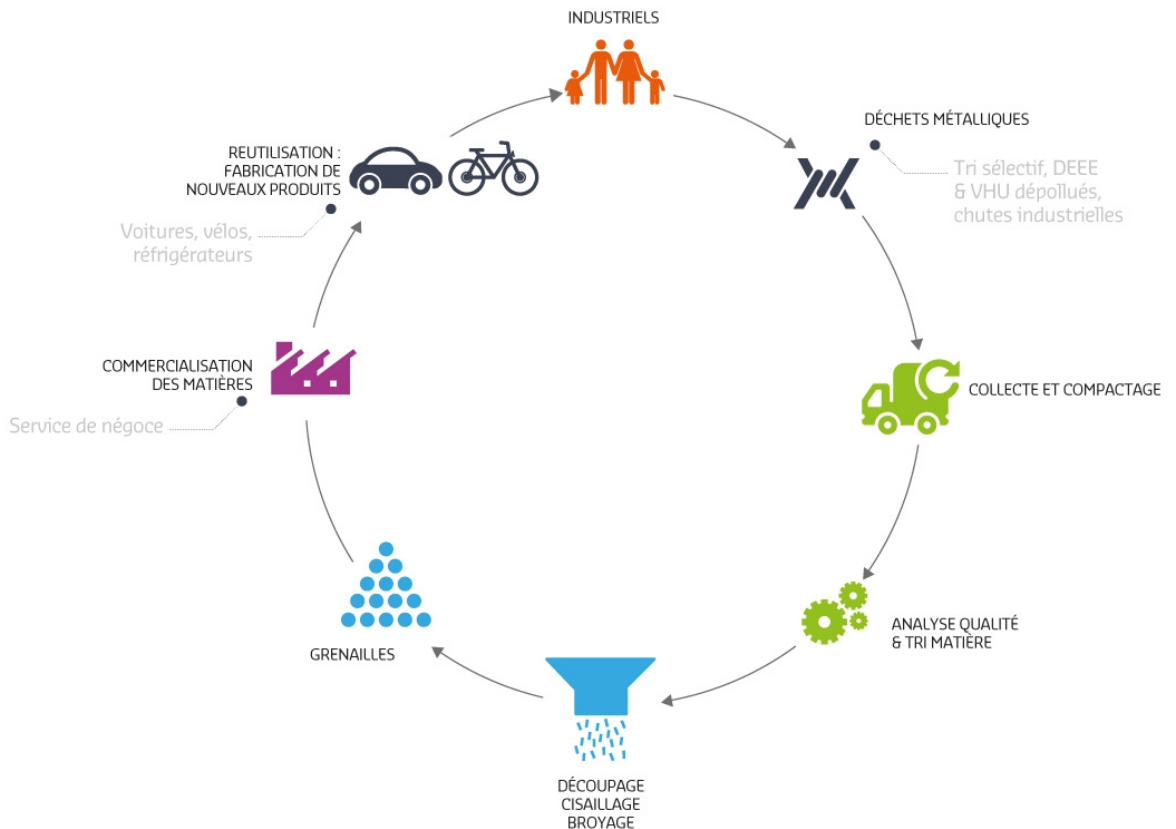 INDUSTRIELS
DÉCHETS MÉTALLIQUES
Tri sélectif, DEEE
& VHU dépollués,
chutes industrielles
COLLECTE ET COMPACTAGE
ANALYSE QUALITÉ
& TRI MATIÈRE
DÉCOUPAGE
CISAILLAGE
BROYAGE
GRENAILLES
COMMERCIALISATION
DES MATIÈRES
Service de négoce
REUTILISATION :
FABRICATION DE
NOUVEAUX PRODUITS
Voitures, vélos,
réfrigérateurs